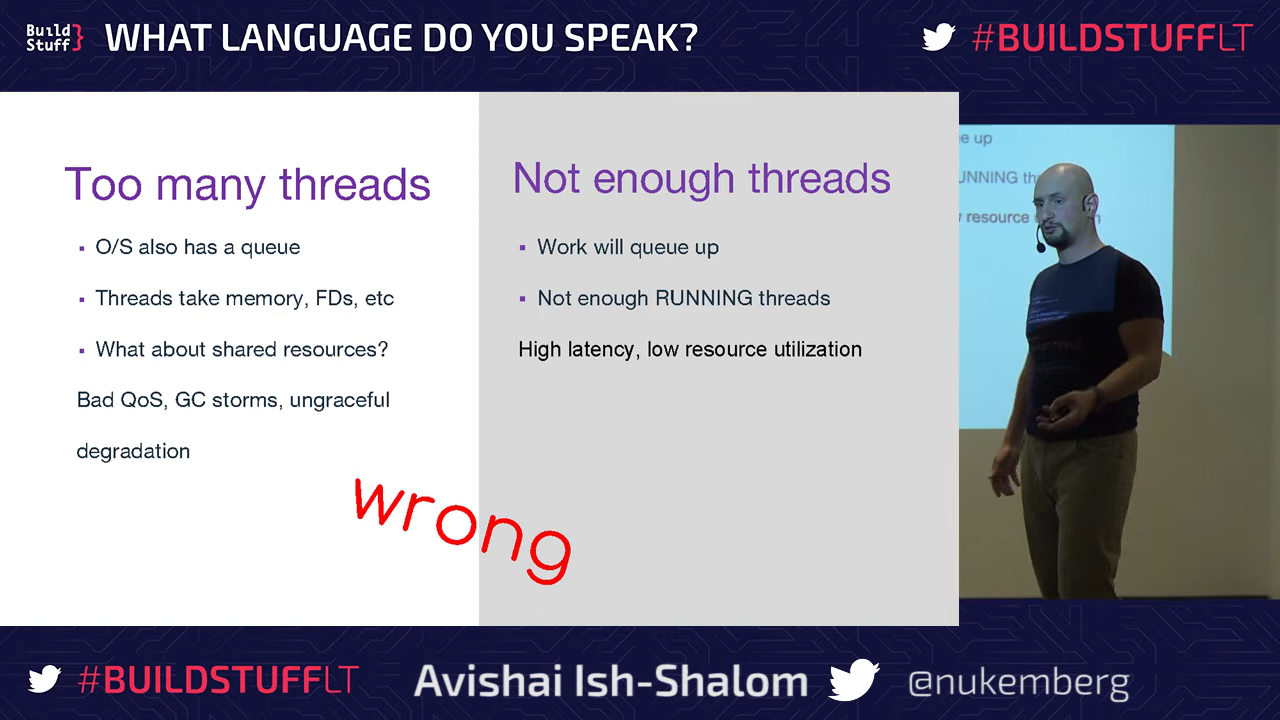 Build
Stuff}
WHAT LANGUAGE DO YOU SPEAK?
#BUILDSTUFFLT
Too many threads
▪ O/S also has a queue
▪ Threads take memory, FDs, etc
▪ What about shared resources?
Bad QoS, GC storms, ungraceful
degradation
Not enough threads
▪ Work will queue up
▪ Not enough RUNNING threads
High latency, low resource utilization
wrong
up
resource
#BUILDSTUFFLT
Avishai Ish-Shalom
@nukemberg